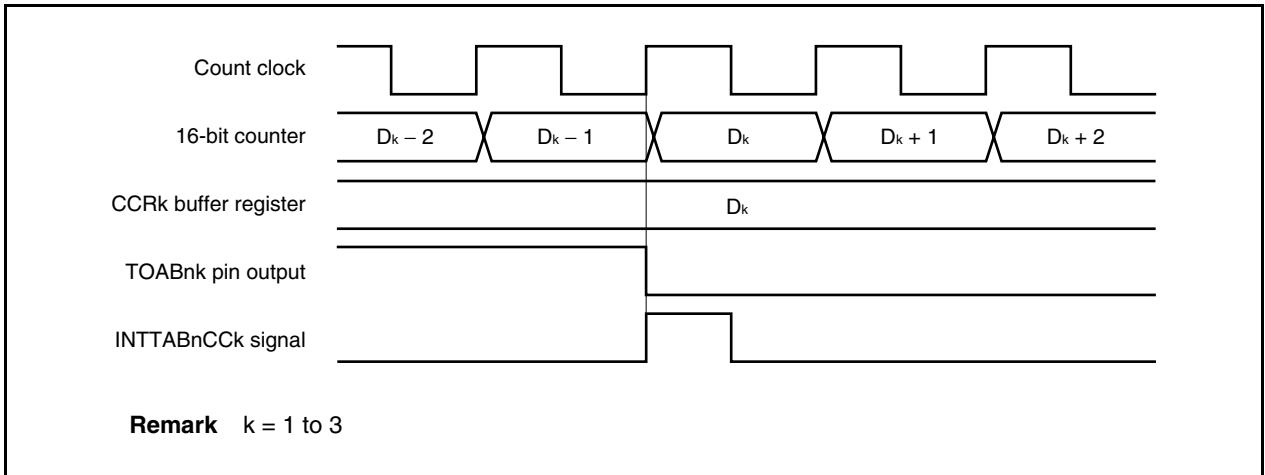 Count clock
16-bit counter Dk − 2 Dk − 1 Dk Dk + 1 Dk + 2
CCRk buffer register Dk
TOABnk pin output
INTTABnCCk signal
Remark k = 1 to 3